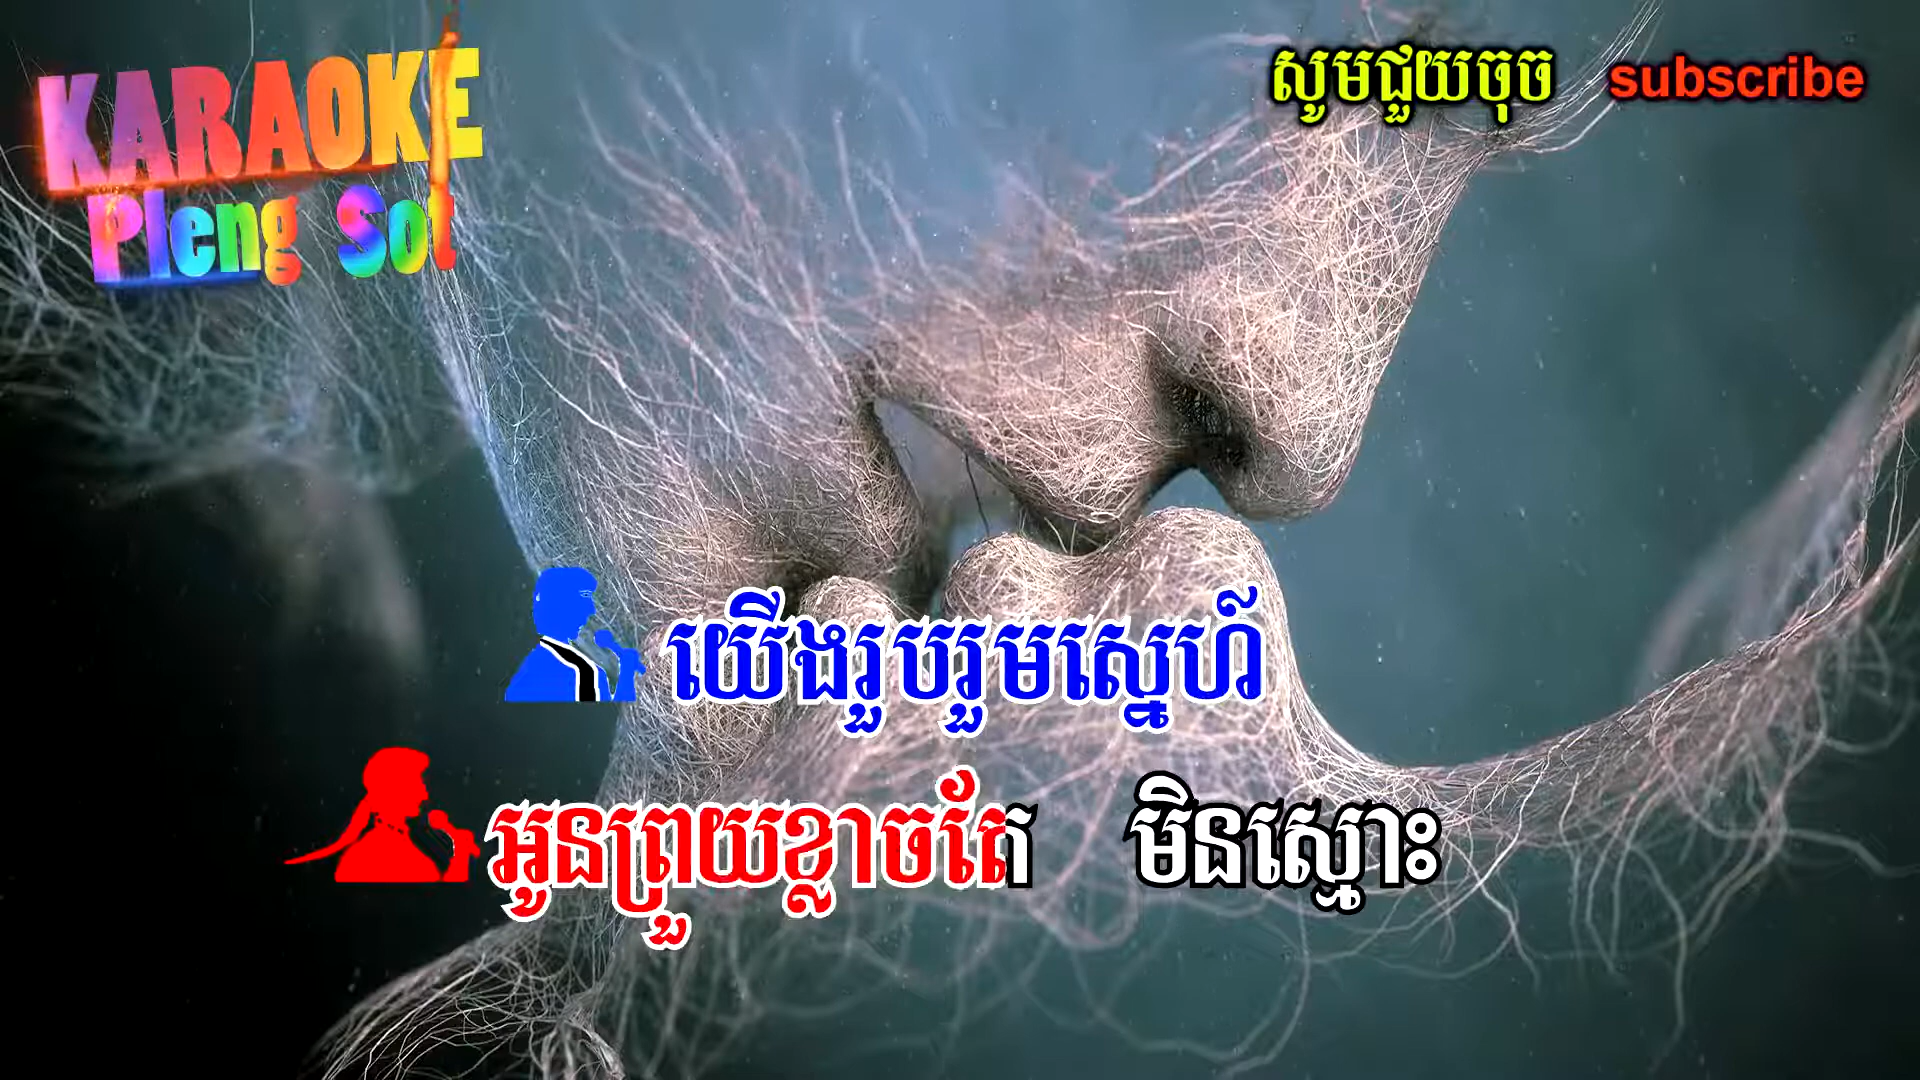 KARAOKE
Pleng Sot
សូមជួយចុច subscribe
យើងរួបរួមស្នេហ៍
អូនព្រួយខ្លាចតែ មិនស្មោះ